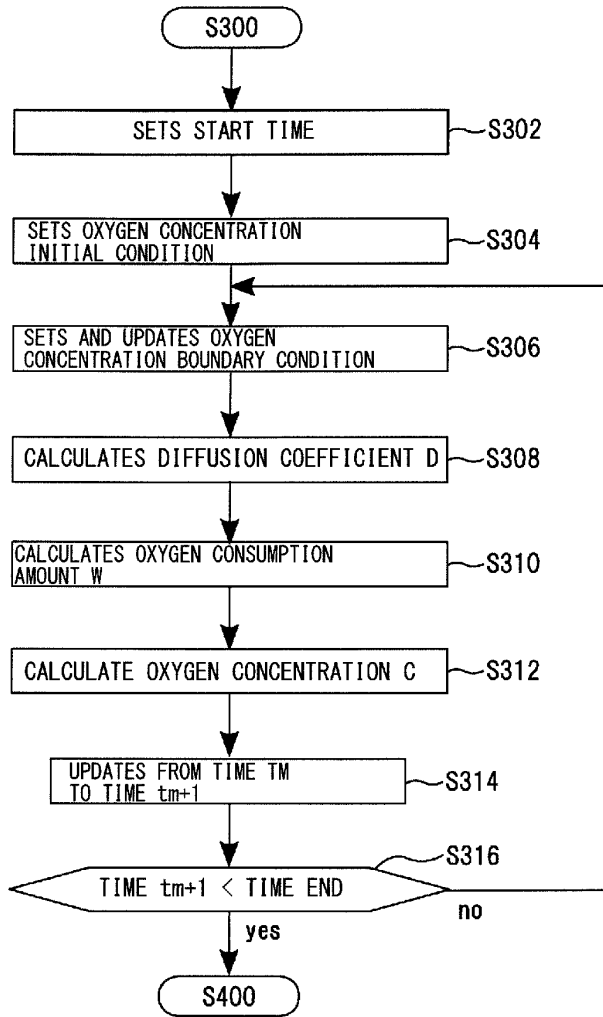 S300
SETS START TIME
S302
SETS OXYGEN CONCENTRATION
INITIAL CONDITION
S304
SETS AND UPDATES OXYGEN
CONCENTRATION BOUNDARY CONDITION
S306
CALCULATES DIFFUSION COEFFICIENT D
S308
CALCULATES OXYGEN CONSUMPTION
AMOUNT W
S310
CALCULATE OXYGEN CONCENTRATION C
S312
UPDATES FROM TIME TM
TO TIME tm+1
S314
S316
TIME tm+1 < TIME END
no
yes
S400